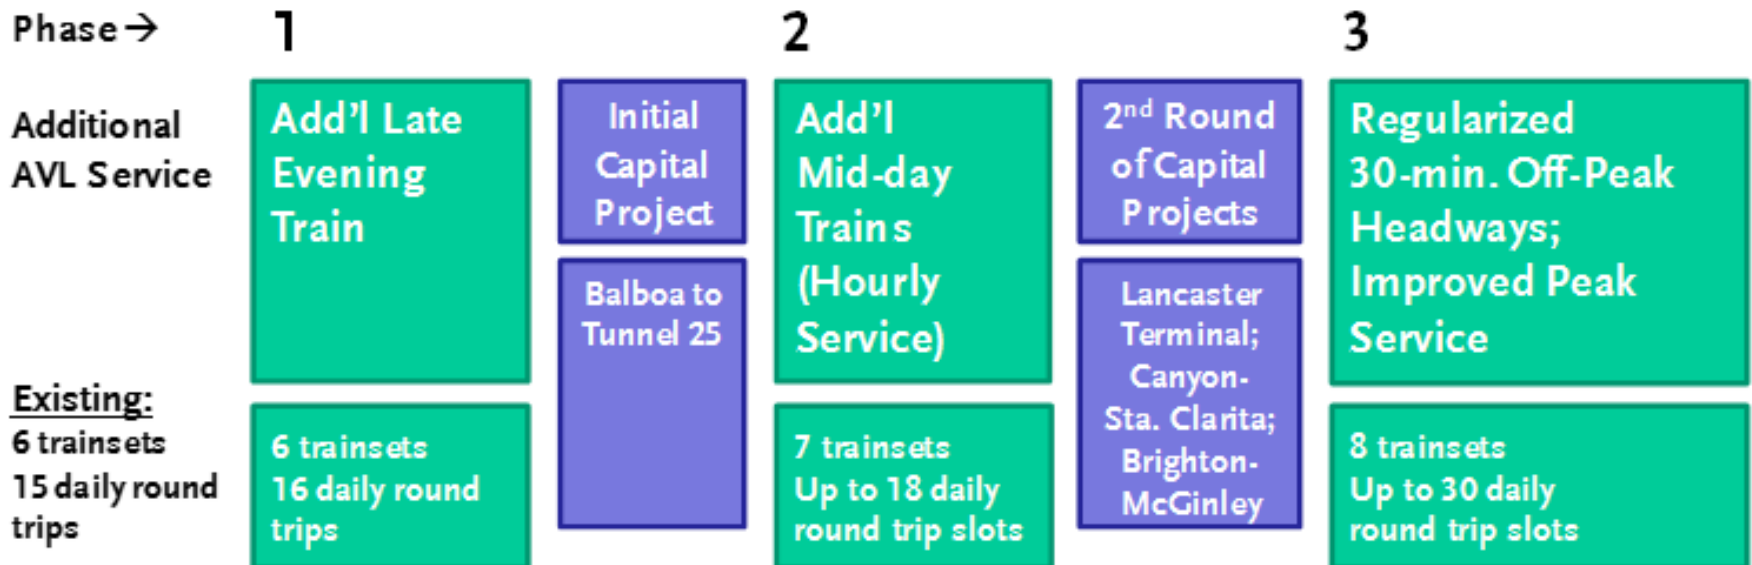 Phase → 1 2 3
Additional
AVL Service
Existing:
6 trainsets
15 daily round
trips
Add’l Late
Evening
Train
6 trainsets
16 daily round
trips
Initial
Capital
Project
Balboa to
Tunnel 25
Add’l
Mid-day
Trains
(Hourly
Service)
7 trainsets
Up to 18 daily
round trip slots
2nd Round
of Capital
Projects
Lancaster
Terminal;
Canyon-
Sta. Clarita;
Brighton-
McGinley
Regularized
30-min. Off-Peak
Headways;
Improved Peak
Service
8 trainsets
Up to 30 daily
round trip slots